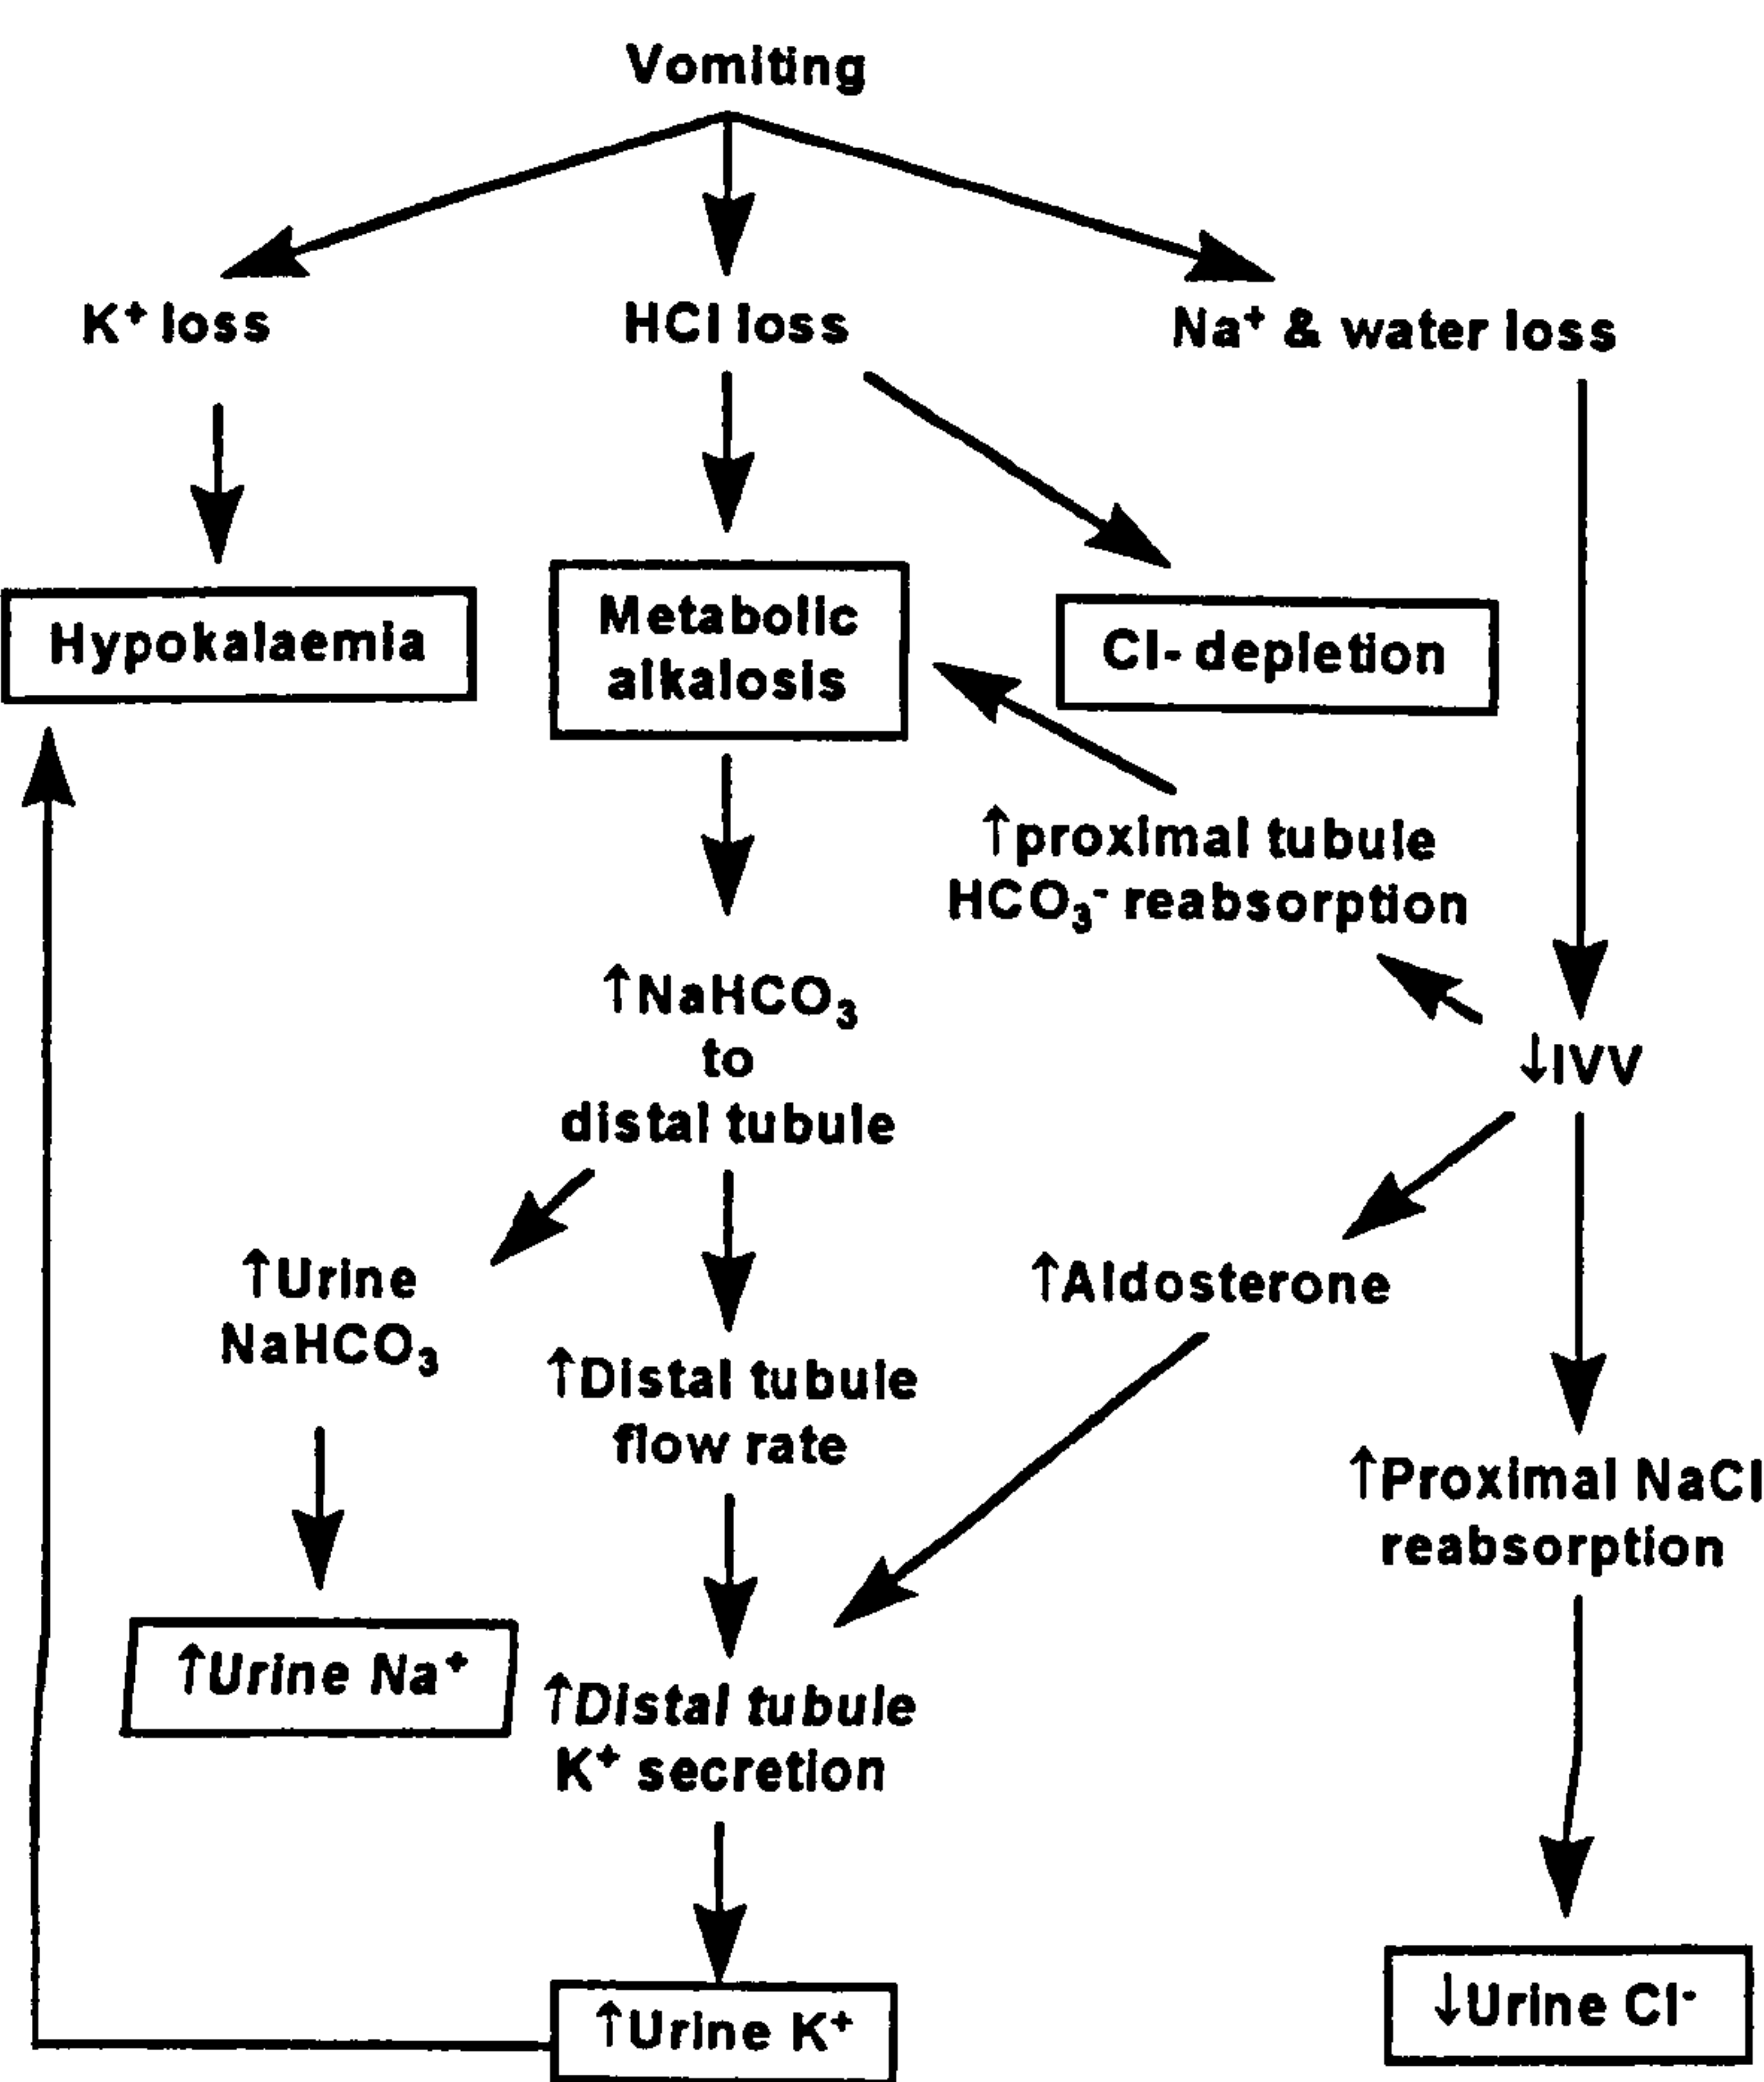 Vomiting
K⁺ loss
HCl loss
Na⁺ & water loss
Hypokalaemia
Metabolic
alkalosis
Cl- depletion
↑proximal tubule
HCO₃⁻ reabsorption
↑NaHCO₃
to
distal tubule
↓IVV
↑Urine
NaHCO₃
↑Distal tubule
flow rate
↑Aldosterone
↑Proximal NaCl
reabsorption
↑Urine Na⁺
↑Distal tubule
K⁺ secretion
↑Urine K⁺
↓Urine Cl⁻